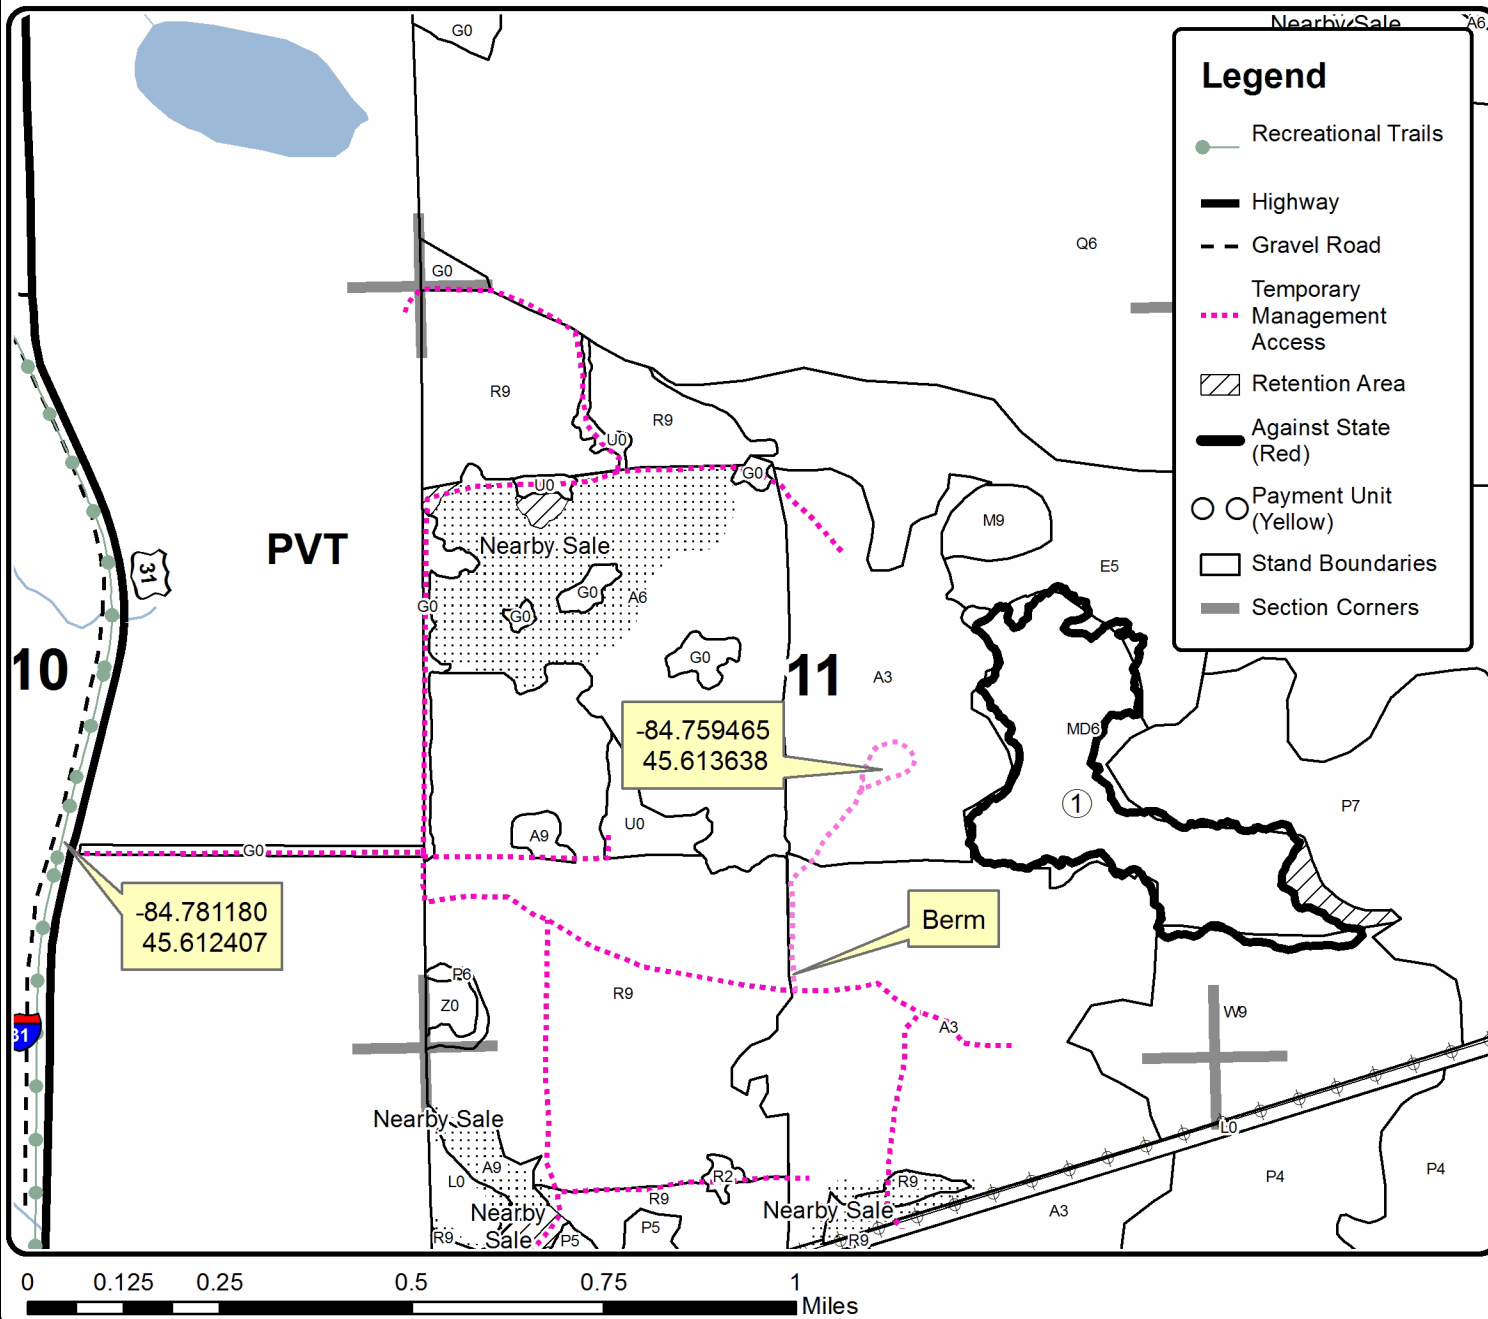 G0
Nearby Sale
A6
Legend
Recreational Trails
Highway
Gravel Road
Temporary
Management
Access
Retention Area
Against State
(Red)
Payment Unit
(Yellow)
Stand Boundaries
Section Corners
Q6
G0
R9
R9
U0
G0
U0
M9
PVT
Nearby Sale
31
E5
G0
A6
G0
G0
G0
10
11
A3
-84.759465
45.613638
MD6
1
P7
A9
U0
G0
-84.781180
45.612407
Berm
P6
Z0
R9
A3
W9
31
Nearby Sale
L0
A9
L0
R2
R9
R9
P4
P4
Nearby
Sale
Nearby Sale
A3
P5
R9
P5
R9
0 0.125 0.25 0.5 0.75 1
Miles